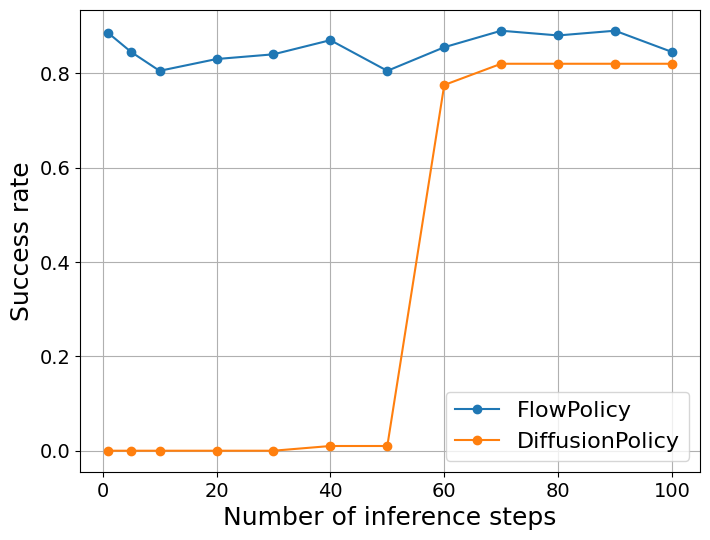 0.8
0.6
0.4
0.2
0.0
Success rate
FlowPolicy
DiffusionPolicy
0 20 40 60 80 100
Number of inference steps